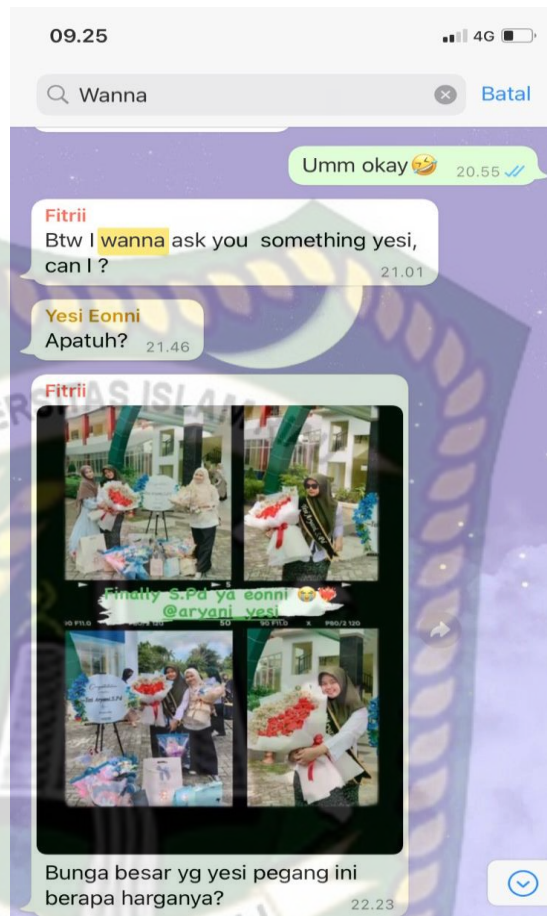 09.25
4G
Wanna
Batal
Umm okay🤣 20.55
Fitrii
Btw I wanna ask you something yesi,
can I ?
21.01
Yesi Eonni
Apatuh? 21.46
Fitrii
Finally S.Pd ya eonni 😭❤️
@aryani_yesi
Bunga besar yg yesi pegang ini
berapa harganya?
22.23